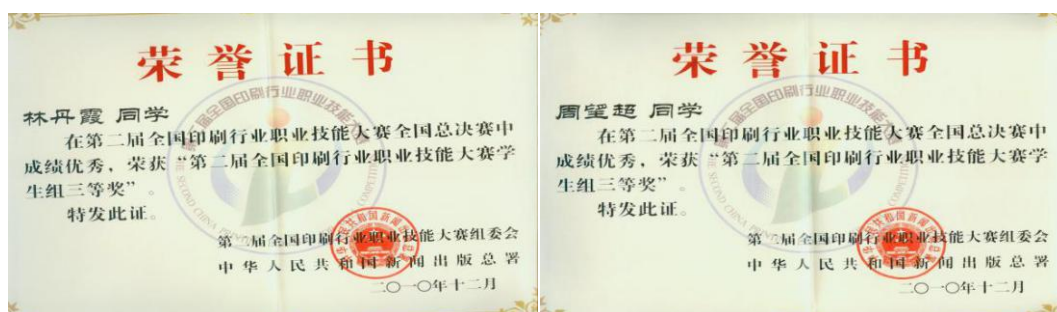 荣誉证书
林丹霞 同学
在第二届全国印刷行业职业技能大赛全国总决赛中
成绩优秀，荣获“第二届全国印刷行业职业技能大赛学
生组三等奖”。
特发此证。
第二届全国印刷行业职业技能大赛组委会
中华人民共和国新闻出版总署
二〇一〇年十二月
荣誉证书
周望超 同学
在第二届全国印刷行业职业技能大赛全国总决赛中
成绩优秀，荣获“第二届全国印刷行业职业技能大赛学
生组三等奖”。
特发此证。
第二届全国印刷行业职业技能大赛组委会
中华人民共和国新闻出版总署
二〇一〇年十二月